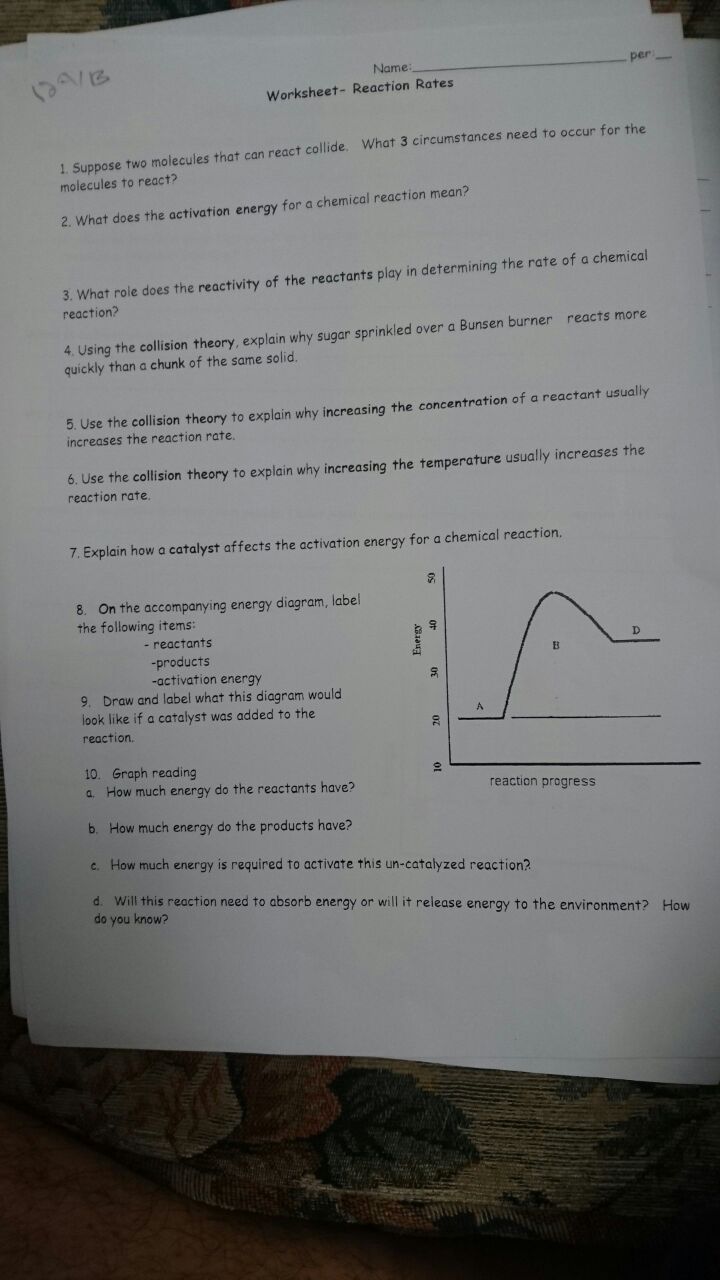 Name: per:
Worksheet- Reaction Rates
1. Suppose two molecules that can react collide. What 3 circumstances need to occur for the
molecules to react?
2. What does the activation energy for a chemical reaction mean?
3. What role does the reactivity of the reactants play in determining the rate of a chemical
reaction?
4. Using the collision theory, explain why sugar sprinkled over a Bunsen burner reacts more
quickly than a chunk of the same solid.
5. Use the collision theory to explain why increasing the concentration of a reactant usually
increases the reaction rate.
6. Use the collision theory to explain why increasing the temperature usually increases the
reaction rate.
7. Explain how a catalyst affects the activation energy for a chemical reaction.
8. On the accompanying energy diagram, label
the following items:
- reactants
-products
-activation energy
9. Draw and label what this diagram would
look like if a catalyst was added to the
reaction.
Energy
50
40
30
20
10
A
B
D
reaction progress
10. Graph reading
a. How much energy do the reactants have?
b. How much energy do the products have?
c. How much energy is required to activate this un-catalyzed reaction?
d. Will this reaction need to absorb energy or will it release energy to the environment? How
do you know?